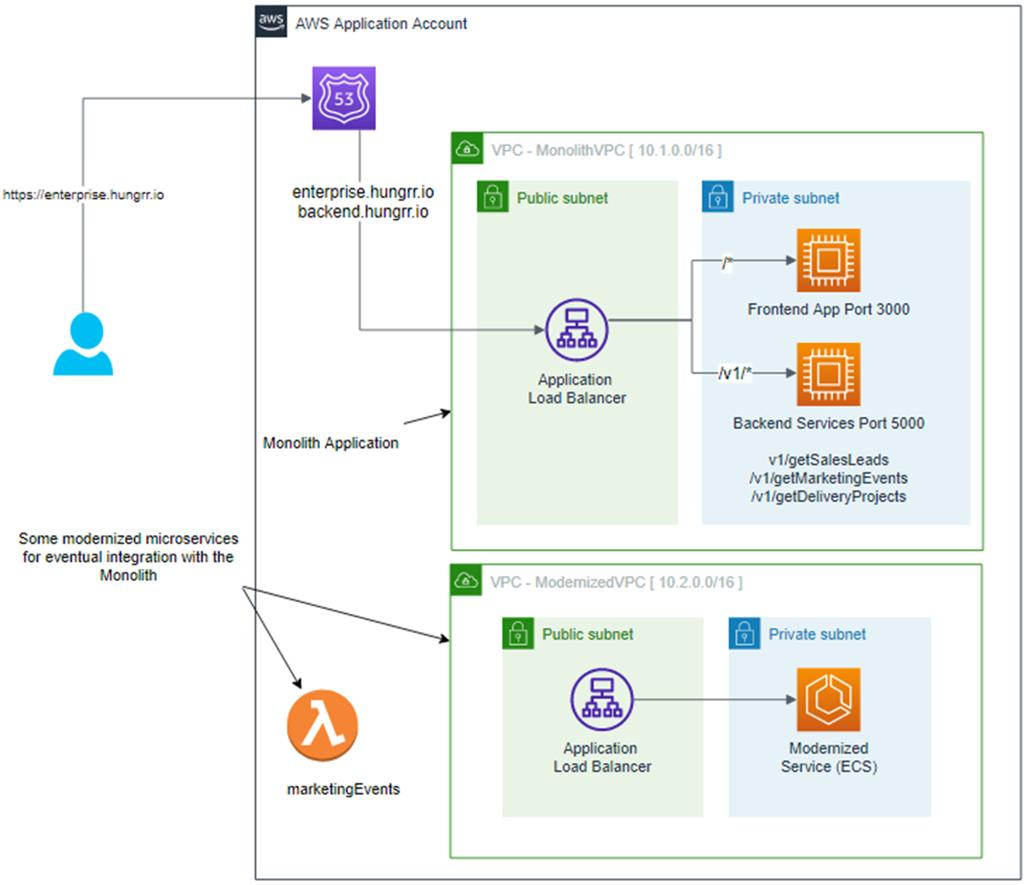 aws
AWS Application Account
53
https://enterprise.hungrr.io
enterprise.hungrr.io
backend.hungrr.io
VPC - MonolithVPC [ 10.1.0.0/16 ]
Public subnet
Private subnet
/*
Frontend App Port 3000
Application
Load Balancer
/v1/*
Backend Services Port 5000
v1/getSalesLeads
/v1/getMarketingEvents
/v1/getDeliveryProjects
Monolith Application
Some modernized microservices
for eventual integration with the
Monolith
VPC - ModernizedVPC [ 10.2.0.0/16 ]
Public subnet
Private subnet
Application
Load Balancer
Modernized
Service (ECS)
λ
marketingEvents